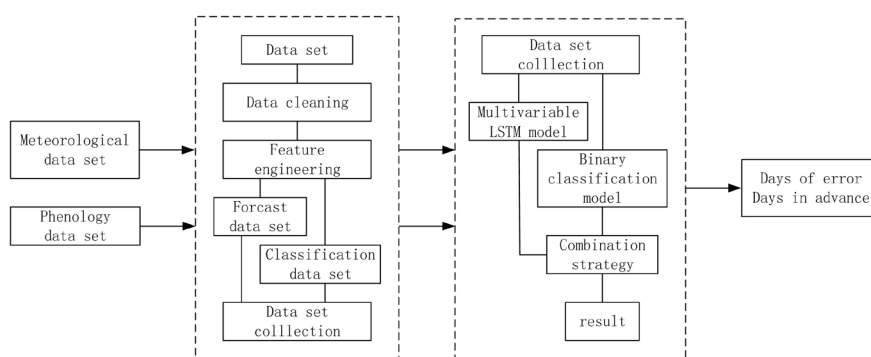 Meteorological
data set
Phenology
data set
Data set
Data cleaning
Feature
engineering
Forcast
data set
Classification
data set
Data set
colllection
Data set
colllection
Multivariable
LSTM model
Binary
classification
model
Combination
strategy
result
Days of error
Days in advance